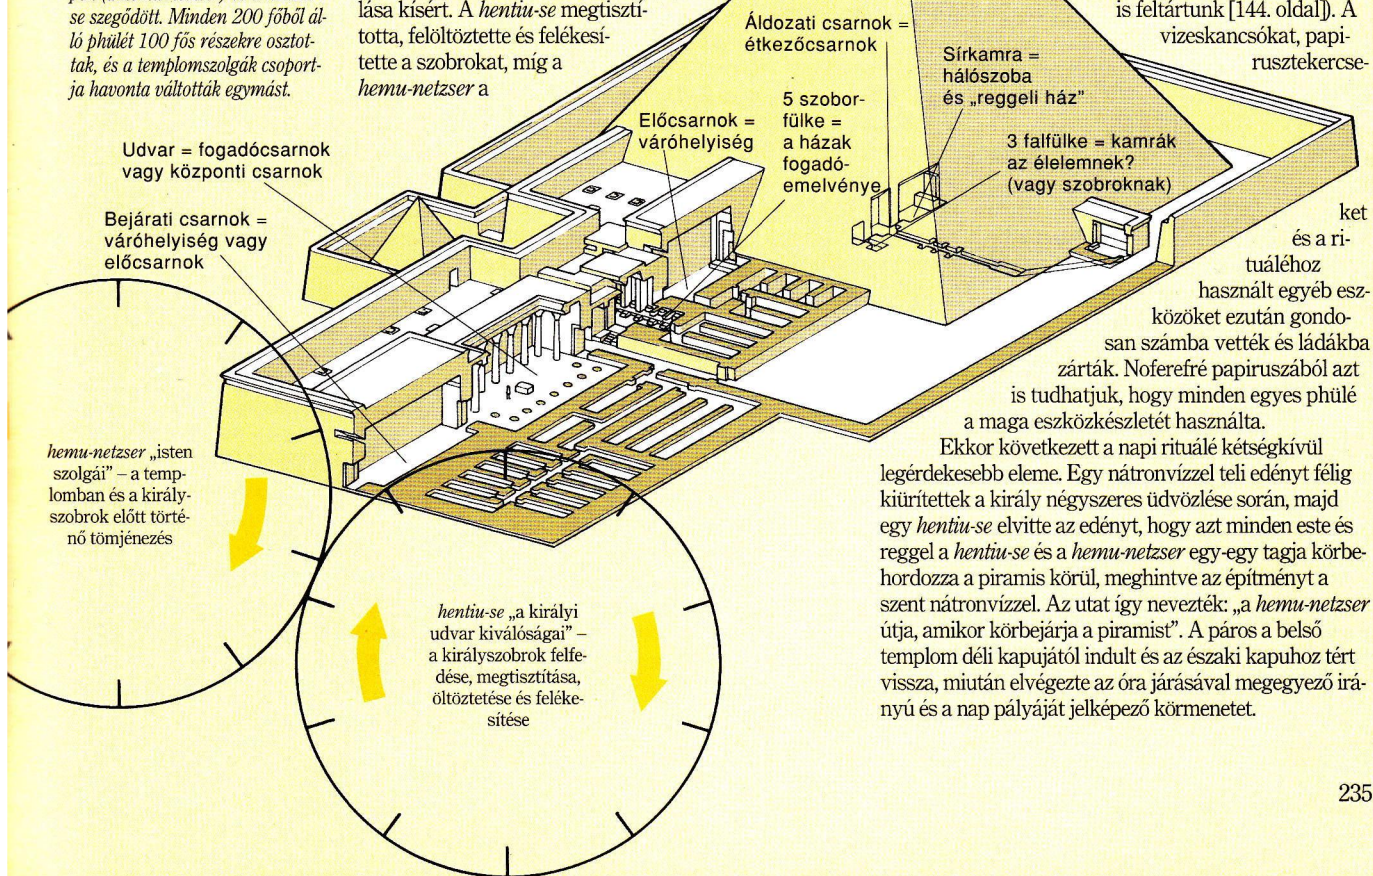 se szegődött. Minden 200 főből ál-
ló phülét 100 fős részekre osztot-
tak, és a templomszolgák csoport-
ja havonta váltották egymást.
lása kísért. A hentiu-se megtisztí-
totta, felöltöztette és felékesí-
tette a szobrokat, míg a
hemu-netzser a
Áldozati csarnok =
étkezőcsarnok
Sírkamra =
hálószoba
és „reggeli ház”
5 szobor-
fülke =
a házak
fogadó-
emelvénye
Előcsarnok =
váróhelyiség
3 falfülke = kamrák
az élelemnek?
(vagy szobroknak)
Udvar = fogadócsarnok
vagy központi csarnok
Bejárati csarnok =
váróhelyiség vagy
előcsarnok
hemu-netzser „isten
szolgái” – a temp-
lomban és a király-
szobrok előtt törté-
nő tömjénezés
hentiu-se „a királyi
udvar kiválóságai” –
a királyszobrok felfe-
dése, megtisztítása,
öltöztetése és feléke-
sítése
is feltártunk [144. oldal]). A
vizeskancsókat, papi-
rusztekercse-
ket
és a ri-
tuáléhoz
használt egyéb esz-
közöket ezután gondo-
san számba vették és ládákba
zárták. Noferefré papiruszából azt
is tudhatjuk, hogy minden egyes phülé
a maga eszközkészletét használta.
Ekkor következett a napi rituálé kétségkívül
legérdekesebb eleme. Egy nátronvízzel teli edényt félig
kiürítettek a király négyszeres üdvözlése során, majd
egy hentiu-se elvitte az edényt, hogy azt minden este és
reggel a hentiu-se és a hemu-netzser egy-egy tagja körbe-
hordozza a piramis körül, meghintve az építményt a
szent nátronvízzel. Az utat így nevezték: „a hemu-netzser
útja, amikor körbejárja a piramist”. A páros a belső
templom déli kapujától indult és az északi kapuhoz tért
vissza, miután elvégezte az óra járásával megegyező irá-
nyú és a nap pályáját jelképező körmenetet.
235